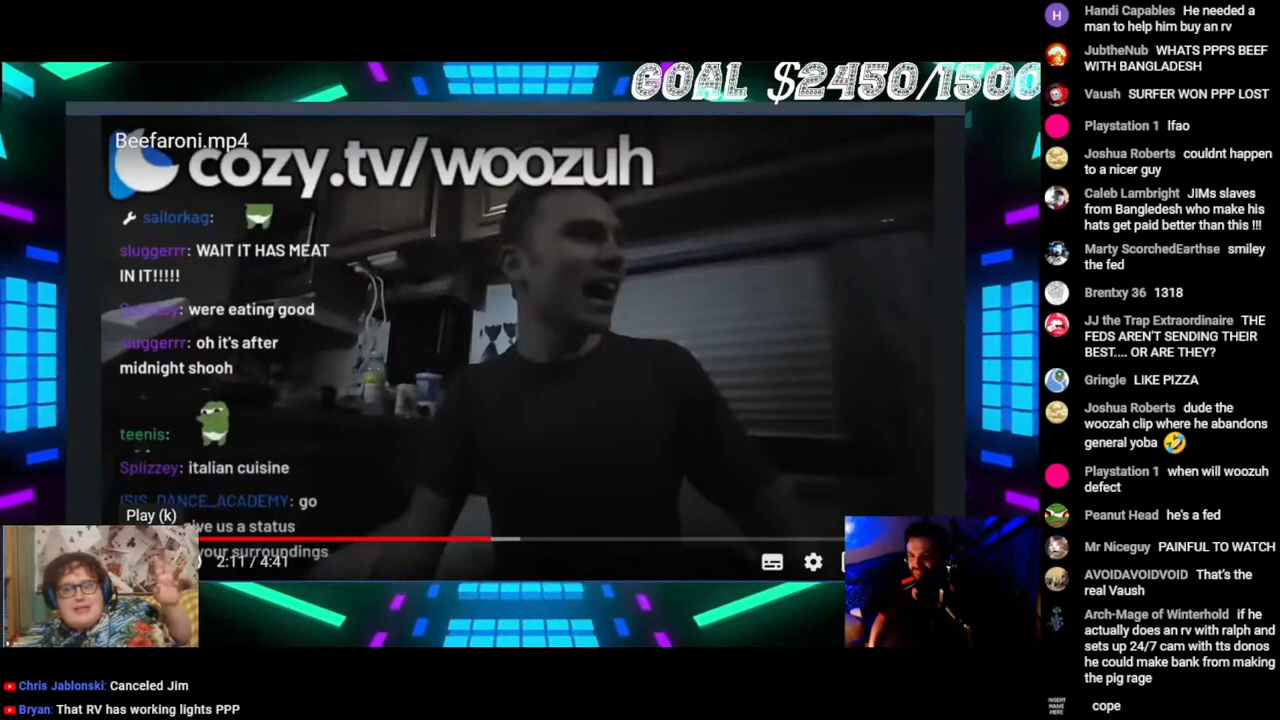 GOAL $2450/1500
Beefaroni.mp4
cozy.tv/woozuh
sailorkag:
sluggerrr: WAIT IT HAS MEAT
IN IT!!!!!
Splizzey: were eating good
sluggerrr: oh it's after
midnight shooh
teenis:
Splizzey: italian cuisine
ISIS_DANCE_ACADEMY: go
Play (k)
ive us a status
your surroundings
2:11 / 4:41
Chris Jablonski: Canceled Jim
Bryan: That RV has working lights PPP
H
Handi Capables He needed a
man to help him buy an rv
JubtheNub WHATS PPPS BEEF
WITH BANGLADESH
Vaush SURFER WON PPP LOST
Playstation 1 lfao
Joshua Roberts couldnt happen
to a nicer guy
Caleb Lambright JIMs slaves
from Bangledesh who make his
hats get paid better than this !!!
Marty ScorchedEarthse smiley
the fed
Brentxy 36 1318
JJ the Trap Extraordinaire THE
FEDS AREN'T SENDING THEIR
BEST.... OR ARE THEY?
Gringle LIKE PIZZA
Joshua Roberts dude the
woozah clip where he abandons
general yoba 🤣
Playstation 1 when will woozuh
defect
Peanut Head he's a fed
Mr Niceguy PAINFUL TO WATCH
AVOIDAVOIDVOID That's the
real Vaush
Arch-Mage of Winterhold if he
actually does an rv with ralph and
sets up 24/7 cam with tts donos
he could make bank from making
the pig rage
INSERT
NAME
HERE
cope